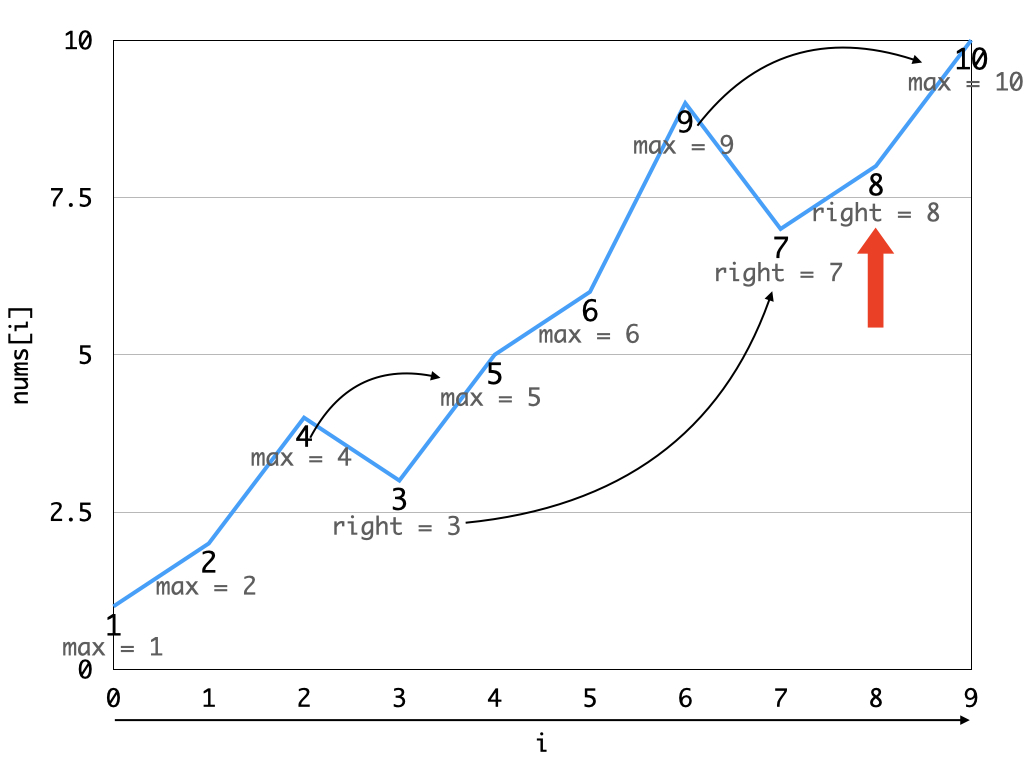 10
10
max = 10
9
max = 9
7.5
8
right = 8
7
right = 7
6
max = 6
nums[i]
5
5
max = 5
4
max = 4
3
right = 3
2.5
2
max = 2
1
max = 1
0
0 1 2 3 4 5 6 7 8 9
i